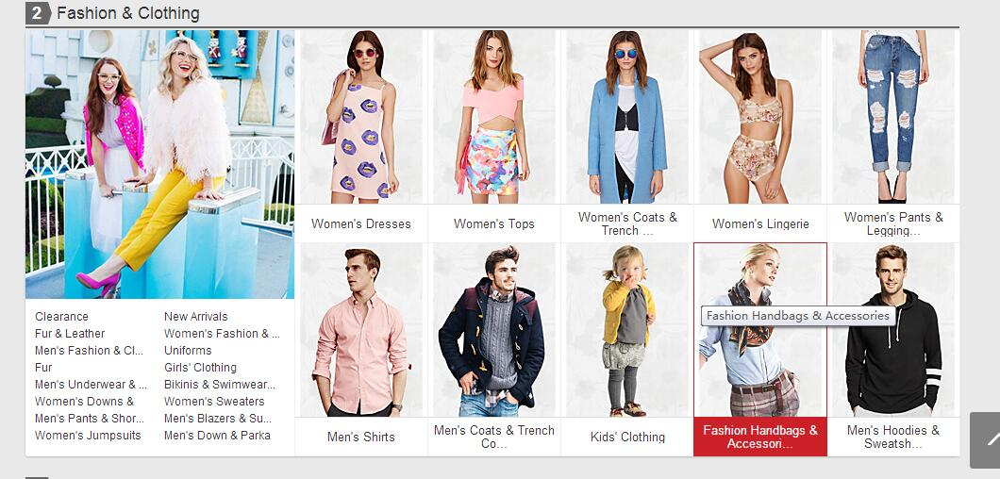 2 Fashion & Clothing
Women's Dresses
Women's Tops
Women's Coats &
Trench ...
Women's Lingerie
Women's Pants &
Legging...
Clearance
New Arrivals
Fur & Leather
Women's Fashion & ...
Men's Fashion & Cl...
Uniforms
Fur
Girls' Clothing
Men's Underwear & ...
Bikinis & Swimwear...
Women's Downs &
Women's Sweaters
Men's Pants & Shor...
Men's Blazers & Su...
Women's Jumpsuits
Men's Down & Parka
Fashion Handbags & Accessories
Men's Shirts
Men's Coats & Trench
Co...
Kids' Clothing
Fashion Handbags &
Accessori...
Men's Hoodies &
Sweatsh...